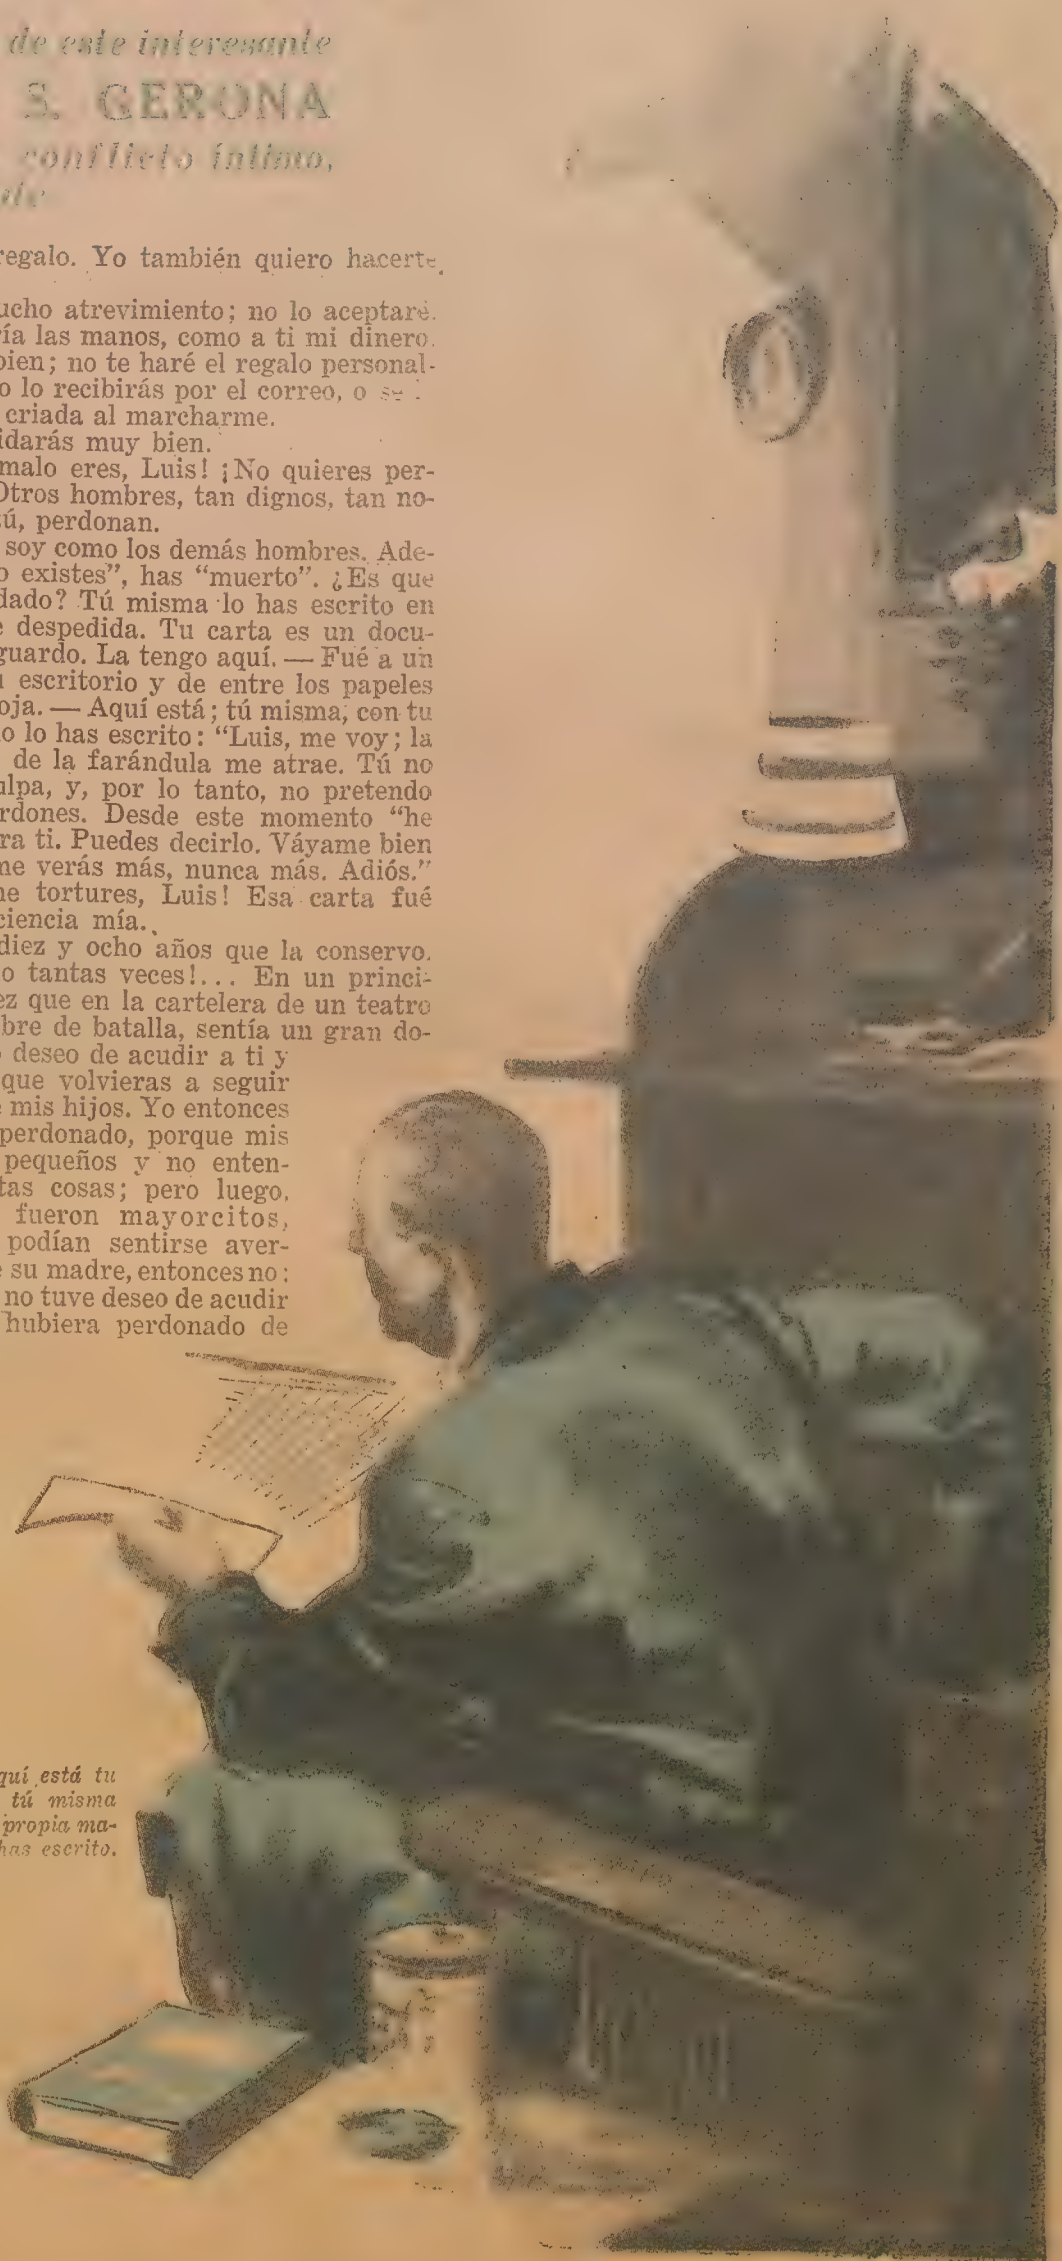 de este interesante
S. GERONA
conflicto íntimo,
de
regalo. Yo también quiero hacerte
ucho atrevimiento; no lo aceptaré.
ía las manos, como a ti mi dinero.
bien; no te haré el regalo personal-
o lo recibirás por el correo, o se
criada al marcharme.
idarás muy bien.
malo eres, Luis! ¡No quieres per-
Otros hombres, tan dignos, tan no-
ú, perdonan.
soy como los demás hombres. Ade-
o existes”, has “muerto”. ¿Es que
dado? Tú misma lo has escrito en
e despedida. Tu carta es un docu-
guardo. La tengo aquí. — Fué a un
u escritorio y de entre los papeles
oja. — Aquí está; tú misma, con tu
o lo has escrito: “Luis, me voy; la
de la farándula me atrae. Tú no
ulpa, y, por lo tanto, no pretendo
rdones. Desde este momento “he
ra ti. Puedes decirlo. Váyame bien
me verás más, nunca más. Adiós.”
ne tortures, Luis! Esa carta fué
ciencia mía.
diez y ocho años que la conservo.
o tantas veces!... En un princi-
ez que en la cartelera de un teatro
bre de batalla, sentía un gran do-
o deseo de acudir a ti y
que volvieras a seguir
e mis hijos. Yo entonces
perdonado, porque mis
pequeños y no enten-
tas cosas; pero luego,
fueron mayorcitos,
podían sentirse aver-
e su madre, entonces no:
no tuve deseo de acudir
hubiera perdonado de
quí está tu
tú misma
propia ma-
has escrito.